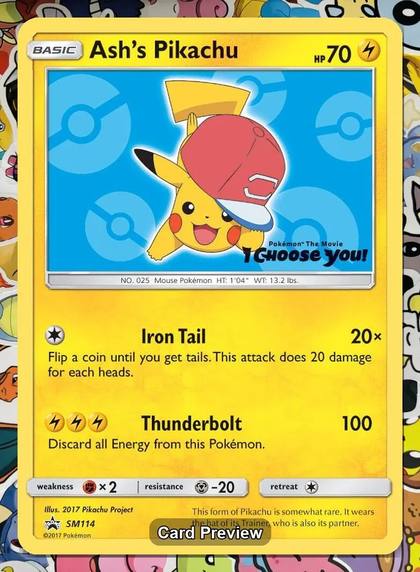 BASIC Ash's Pikachu HP 70
Pokémon™ The Movie
I Choose you!
NO. 025 Mouse Pokémon HT: 1'04" WT: 13.2 lbs.
Iron Tail 20×
Flip a coin until you get tails. This attack does 20 damage
for each heads.
Thunderbolt 100
Discard all Energy from this Pokémon.
weakness ×2 resistance -20 retreat
Illus. 2017 Pikachu Project
SM114
©2017 Pokémon
This form of Pikachu is somewhat rare. It wears
the hat of its Trainer, who is also its partner.
Card Preview